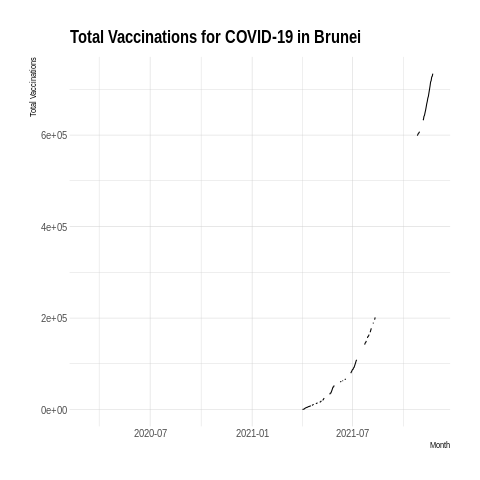 Total Vaccinations for COVID-19 in Brunei
Total Vaccinations
6e+05
4e+05
2e+05
0e+00
2020-07 2021-01 2021-07
Month